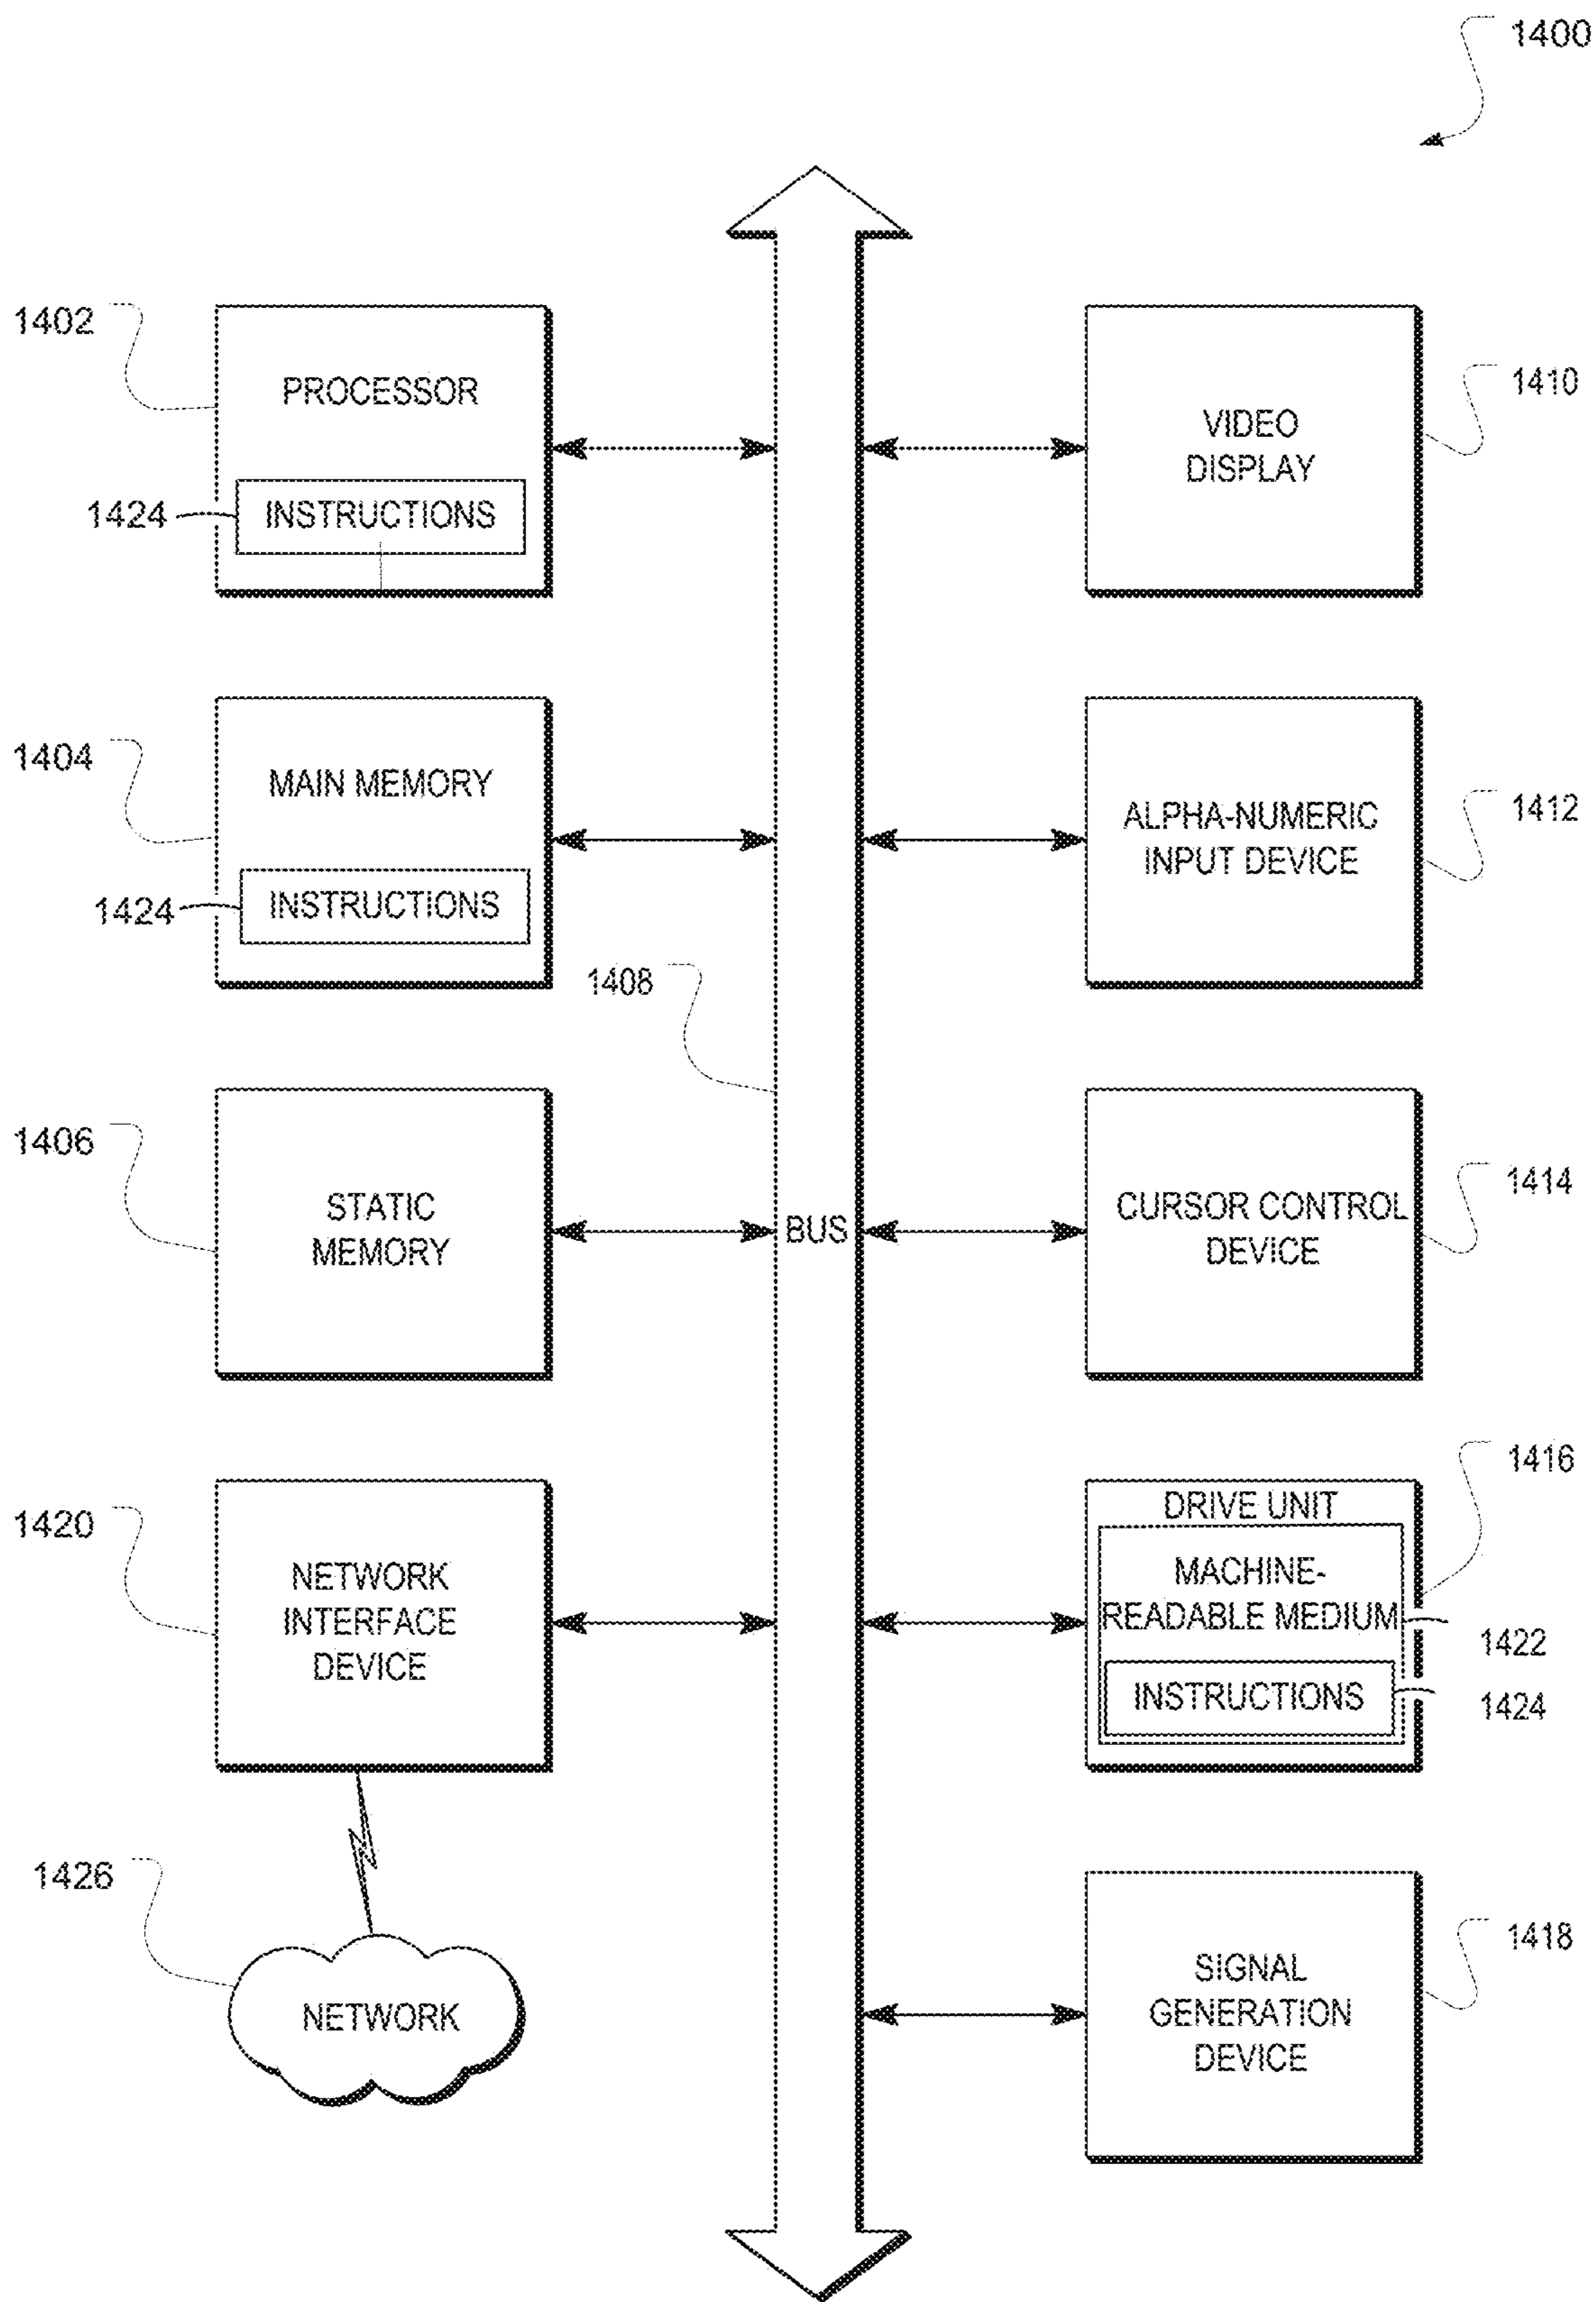 1400
1402
PROCESSOR
1424
INSTRUCTIONS
1404
MAIN MEMORY
1424
INSTRUCTIONS
1408
1406
STATIC
MEMORY
1420
NETWORK
INTERFACE
DEVICE
1426
NETWORK
BUS
1410
VIDEO
DISPLAY
1412
ALPHA-NUMERIC
INPUT DEVICE
1414
CURSOR CONTROL
DEVICE
1416
DRIVE UNIT
MACHINE-
READABLE MEDIUM
1422
INSTRUCTIONS
1424
1418
SIGNAL
GENERATION
DEVICE